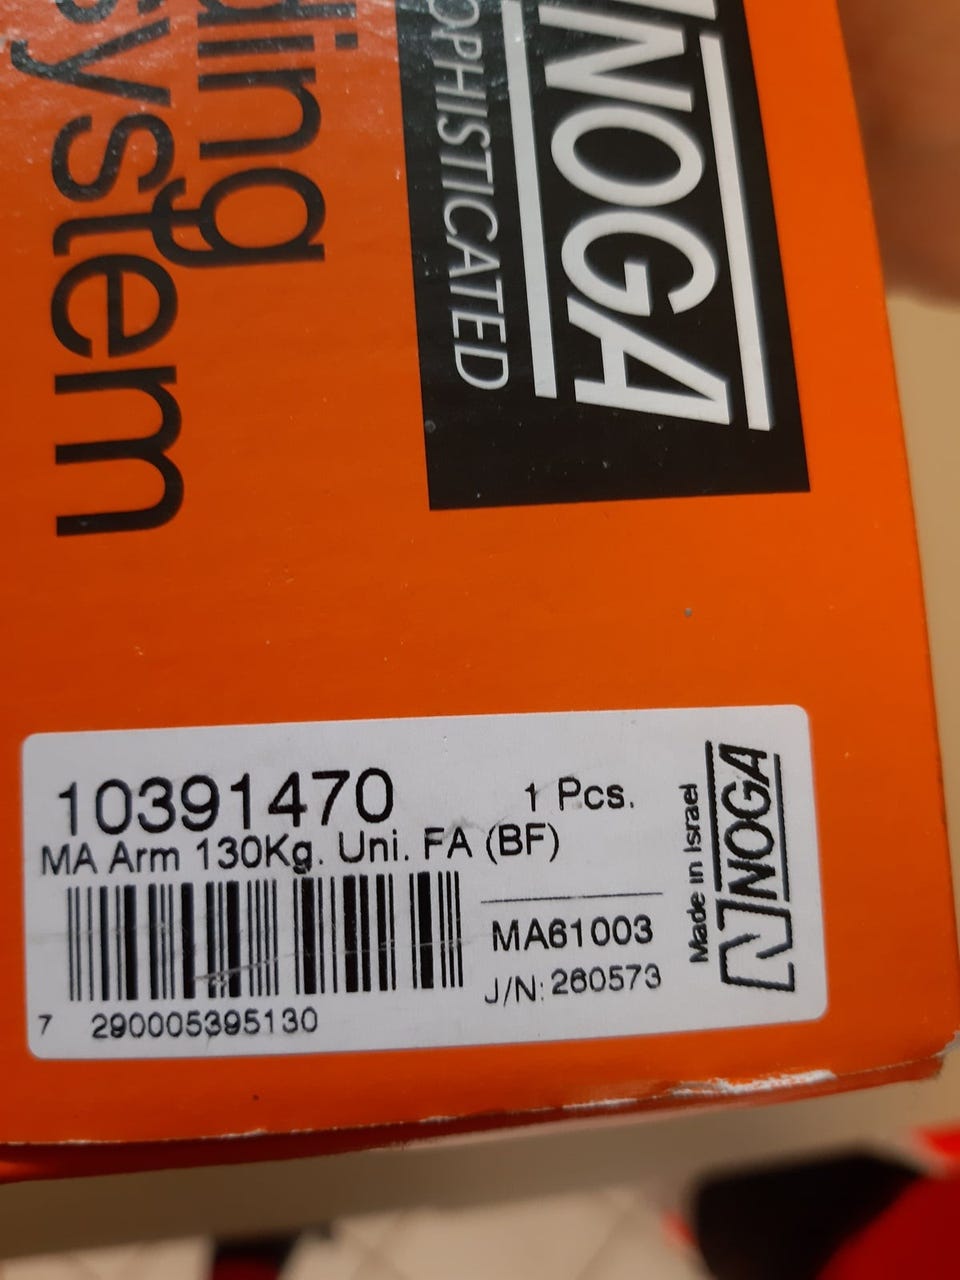 NOGA
SOPHISTICATED
ding
system
10391470
1 Pcs.
MA Arm 130Kg. Uni. FA (BF)
MA61003
J/N: 260573
7 290005395130
Made in Israel
NOGA